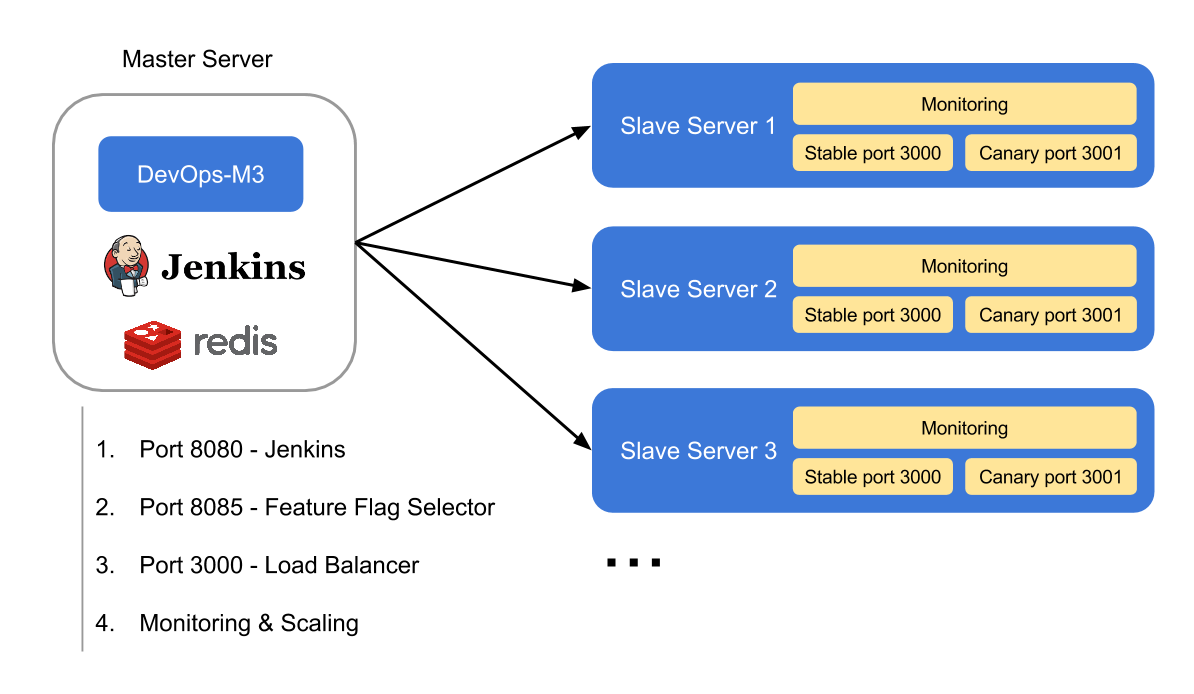 Master Server
DevOps-M3
Jenkins
redis
1. Port 8080 - Jenkins
2. Port 8085 - Feature Flag Selector
3. Port 3000 - Load Balancer
4. Monitoring & Scaling
Slave Server 1
Monitoring
Stable port 3000
Canary port 3001
Slave Server 2
Monitoring
Stable port 3000
Canary port 3001
Slave Server 3
Monitoring
Stable port 3000
Canary port 3001
...